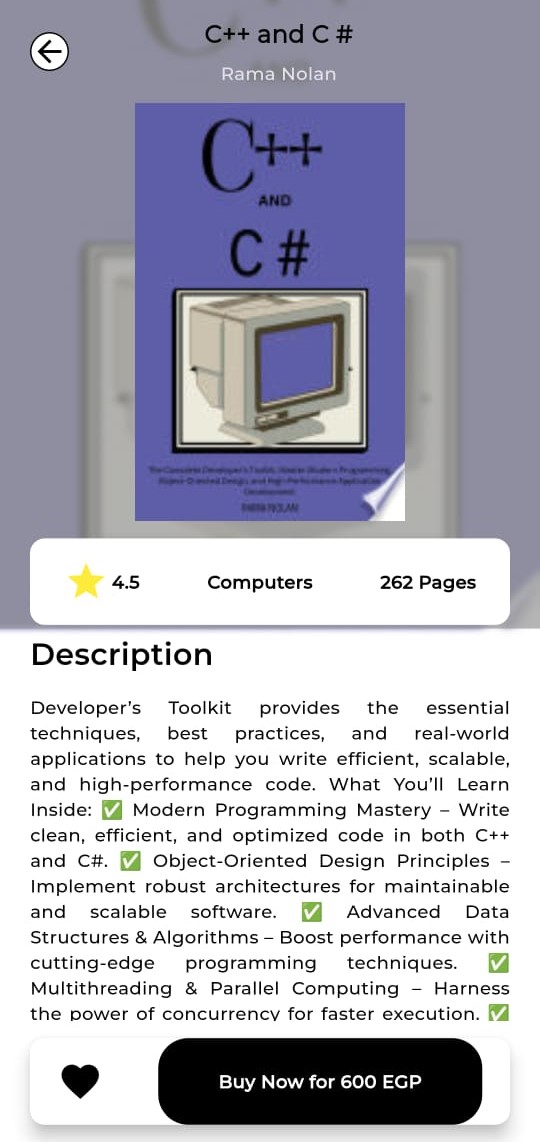 C++ and C #
Rama Nolan
C++
AND
C #
The Complete Developer's Toolkit, Master Modern Programming,
Object-Oriented Design and High-Performance Application
Development
RAMA NOLAN
4.5
Computers
262 Pages
Description
Developer’s Toolkit provides the essential
techniques, best practices, and real-world
applications to help you write efficient, scalable,
and high-performance code. What You’ll Learn
Inside: ✅ Modern Programming Mastery – Write
clean, efficient, and optimized code in both C++
and C#. ✅ Object-Oriented Design Principles –
Implement robust architectures for maintainable
and scalable software. ✅ Advanced Data
Structures & Algorithms – Boost performance with
cutting-edge programming techniques. ✅
Multithreading & Parallel Computing – Harness
the power of concurrency for faster execution. ✅
Buy Now for 600 EGP